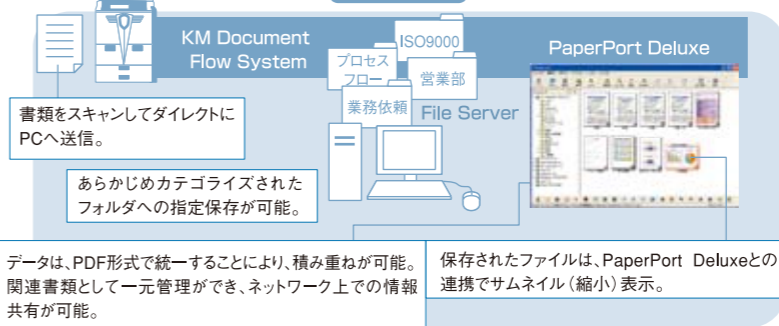 KM Document
Flow System
ISO9000
プロセス
フロー
営業部
業務依頼
File Server
PaperPort Deluxe
書類をスキャンしてダイレクトに
PCへ送信。
あらかじめカテゴライズされた
フォルダへの指定保存が可能。
データは、PDF形式で統一することにより、積み重ねが可能。
関連書類として一元管理ができ、ネットワーク上での情報
共有が可能。
保存されたファイルは、PaperPort Deluxeとの
連携でサムネイル（縮小）表示。